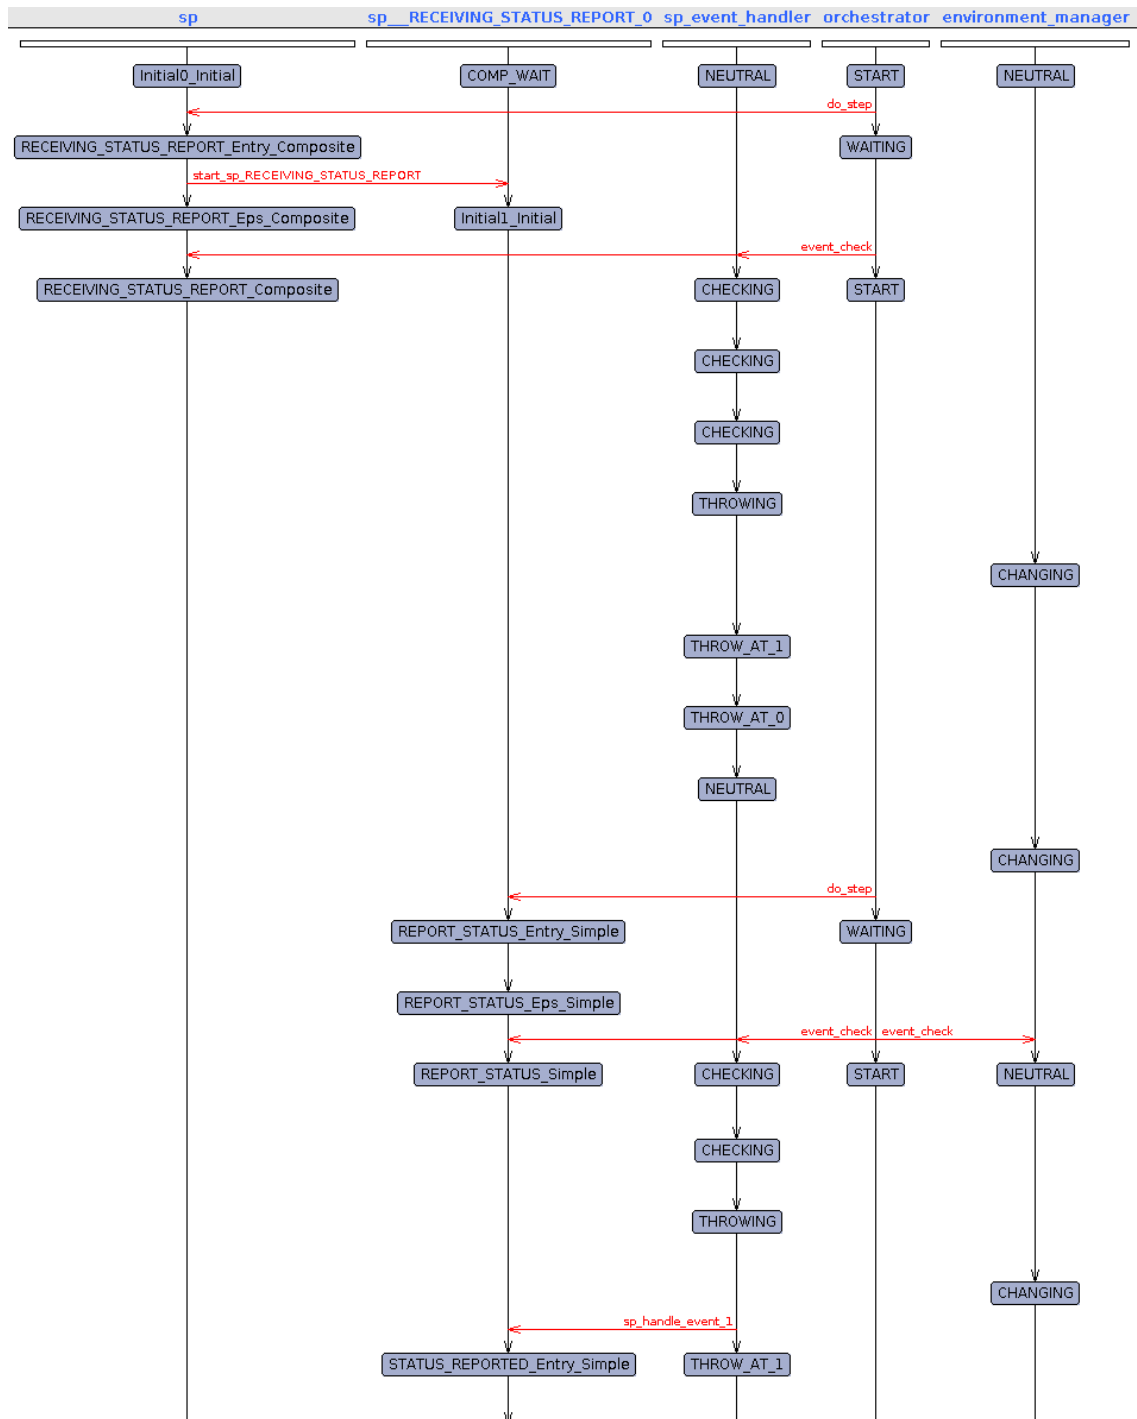 sp sp__RECEIVING_STATUS_REPORT_0 sp_event_handler orchestrator environment_manager
Initial0_Initial COMP_WAIT NEUTRAL START NEUTRAL
do_step
RECEIVING_STATUS_REPORT_Entry_Composite WAITING
start_sp_RECEIVING_STATUS_REPORT
RECEIVING_STATUS_REPORT_Eps_Composite Initial1_Initial
event_check
RECEIVING_STATUS_REPORT_Composite CHECKING START
CHECKING
CHECKING
THROWING
CHANGING
THROW_AT_1
THROW_AT_0
NEUTRAL
CHANGING
do_step
REPORT_STATUS_Entry_Simple WAITING
REPORT_STATUS_Eps_Simple
event_check event_check
REPORT_STATUS_Simple CHECKING START NEUTRAL
CHECKING
THROWING
CHANGING
sp_handle_event_1
STATUS_REPORTED_Entry_Simple THROW_AT_1